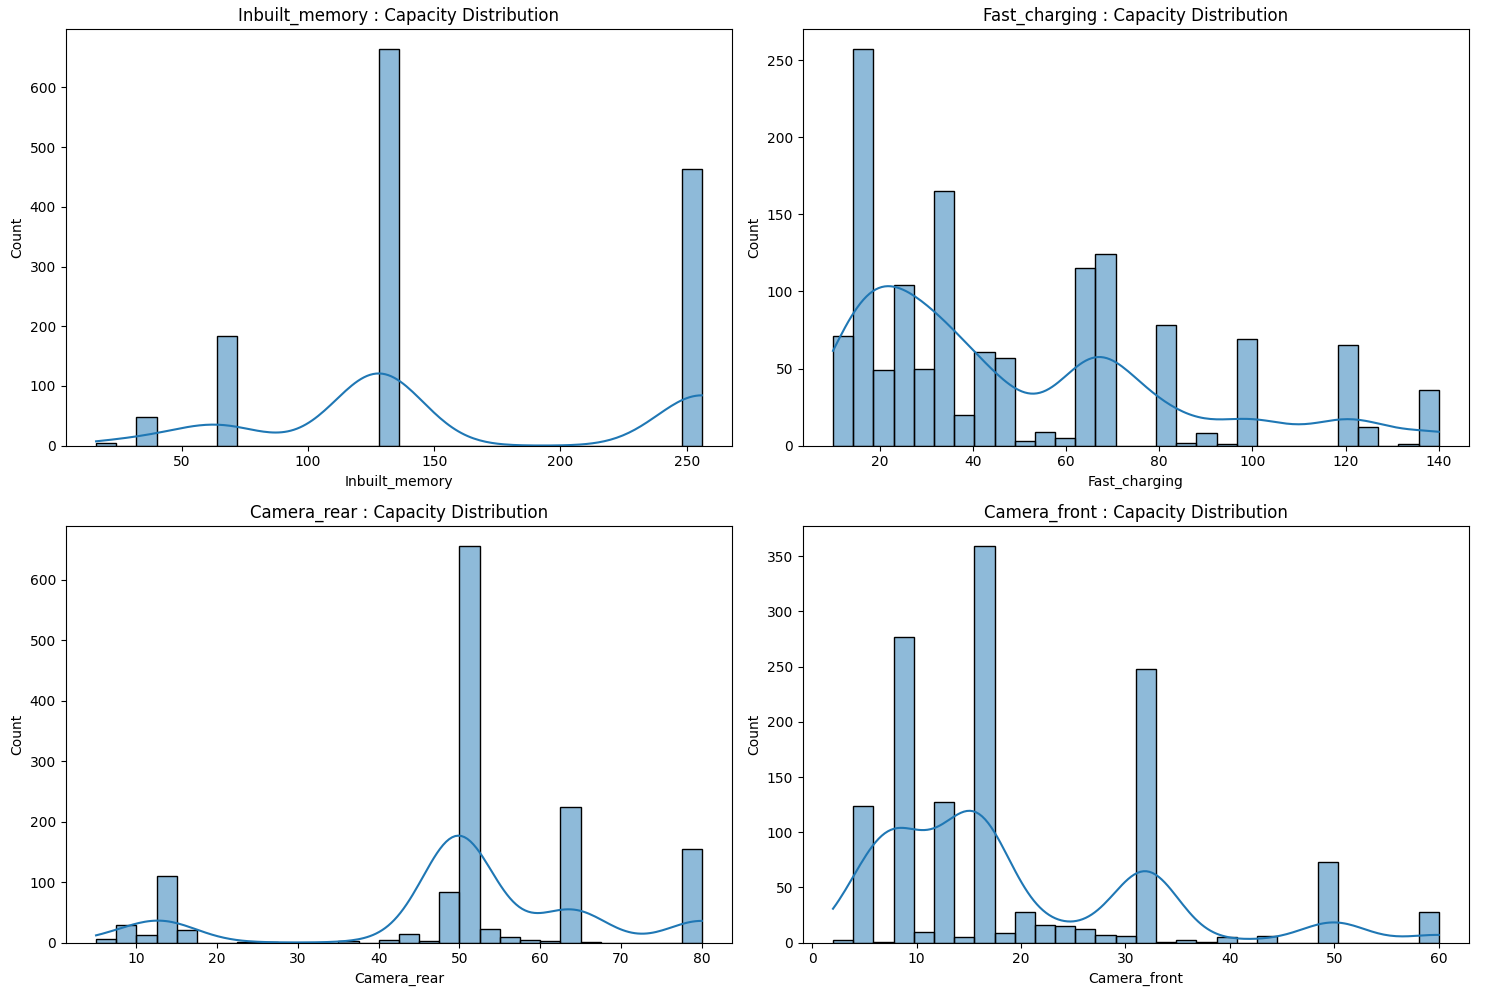 Inbuilt_memory : Capacity Distribution
Count
600
500
400
300
200
100
0
50 100 150 200 250
Inbuilt_memory
Fast_charging : Capacity Distribution
Count
250
200
150
100
50
0
20 40 60 80 100 120 140
Fast_charging
Camera_rear : Capacity Distribution
Count
600
500
400
300
200
100
0
10 20 30 40 50 60 70 80
Camera_rear
Camera_front : Capacity Distribution
Count
350
300
250
200
150
100
50
0
0 10 20 30 40 50 60
Camera_front